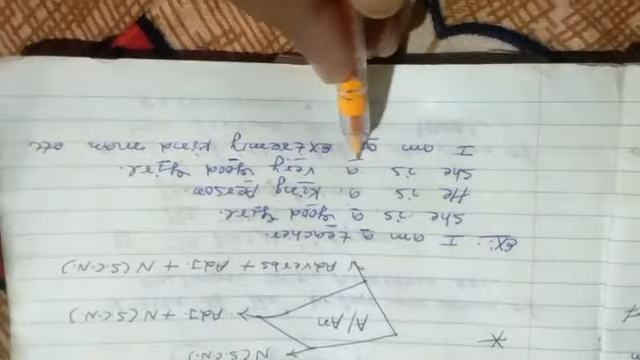 N (S.C.N.)
* A/An → Adj + N (S.C.N.)
Adverbs + Adj + N (S.C.N.)
Ex:- I am a teacher.
She is a good girl.
He is a king person.
She is a very good girl.
I am an extremely kind man etc